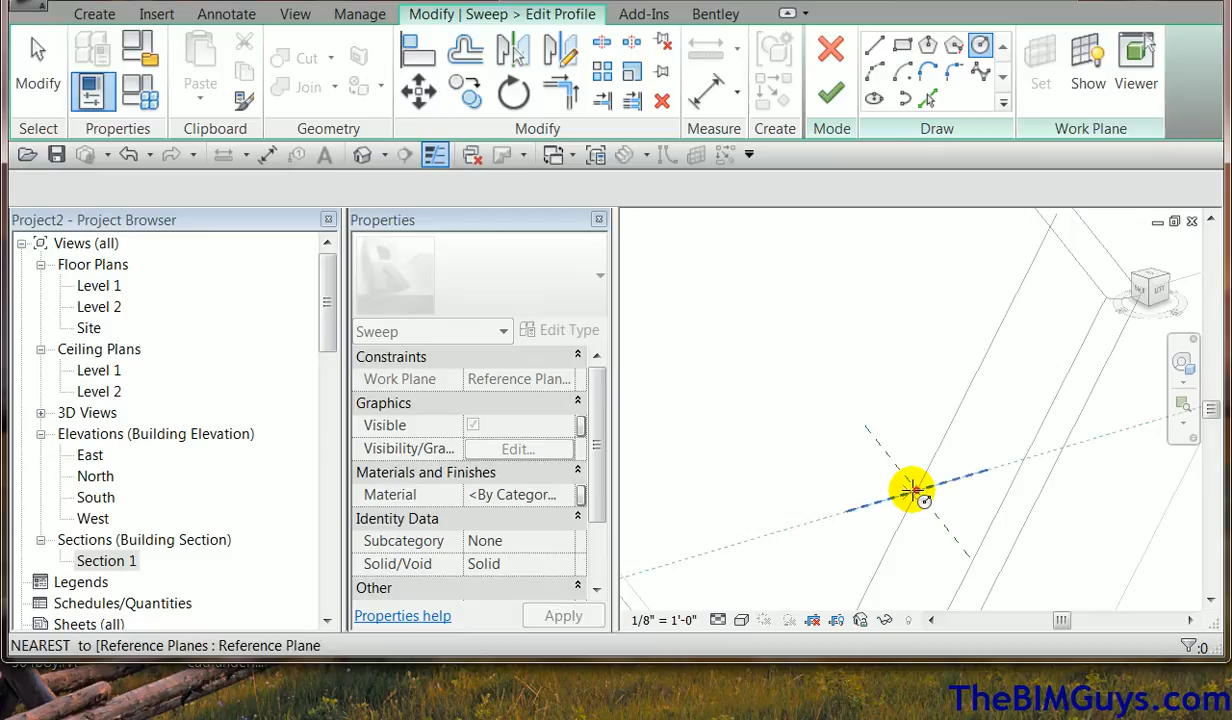 Create Insert Annotate View Manage Modify | Sweep > Edit Profile Add-Ins Bentley
Modify Paste Cut Join Set Show Viewer
Select Properties Clipboard Geometry Modify Measure Create Mode Draw Work Plane
Project2 - Project Browser
Views (all)
Floor Plans
Level 1
Level 2
Site
Ceiling Plans
Level 1
Level 2
3D Views
Elevations (Building Elevation)
East
North
South
West
Sections (Building Section)
Section 1
Legends
Schedules/Quantities
Sheets (all)
Properties
Sweep Edit Type
Constraints
Work Plane Reference Plan...
Graphics
Visible
Visibility/Gra... Edit...
Materials and Finishes
Material <By Categor...
Identity Data
Subcategory None
Solid/Void Solid
Other
Properties help Apply
1/8" = 1'-0"
NEAREST to [Reference Planes : Reference Plane :0
TheBIMGuys.com